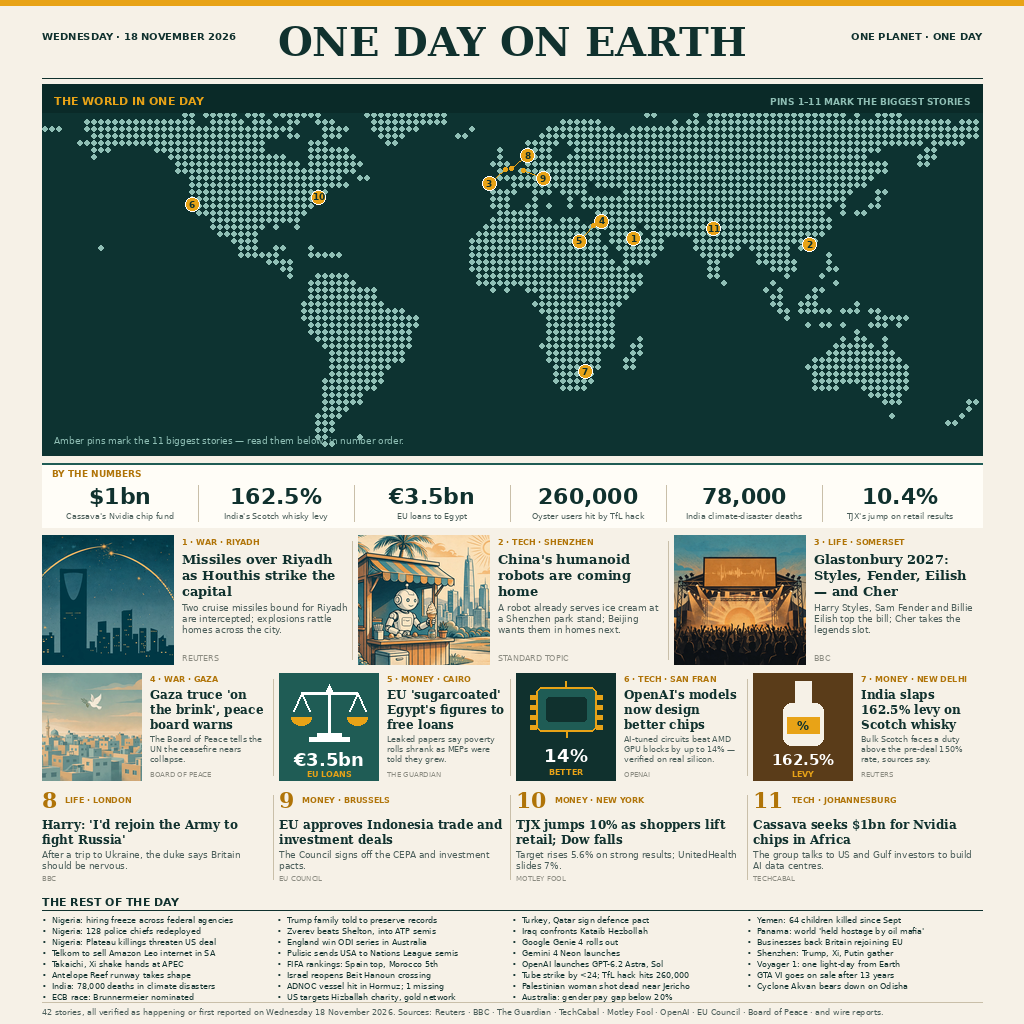 WEDNESDAY · 18 NOVEMBER 2026
ONE DAY ON EARTH
ONE PLANET · ONE DAY
THE WORLD IN ONE DAY
PINS 1-11 MARK THE BIGGEST STORIES
8
3
9
6
10
4
5
1
11
2
7
Amber pins mark the 11 biggest stories — read them below in number order.
BY THE NUMBERS
$1bn
Cassava's Nvidia chip fund
162.5%
India's Scotch whisky levy
€3.5bn
EU loans to Egypt
260,000
Oyster users hit by TfL hack
78,000
India climate-disaster deaths
10.4%
TJX's jump on retail results
1 · WAR · RIYADH
Missiles over Riyadh
as Houthis strike the
capital
Two cruise missiles bound for Riyadh
are intercepted; explosions rattle
homes across the city.
REUTERS
2 · TECH · SHENZHEN
China's humanoid
robots are coming
home
A robot already serves ice cream at
a Shenzhen park stand; Beijing
wants them in homes next.
STANDARD TOPIC
3 · LIFE · SOMERSET
Glastonbury 2027:
Styles, Fender, Eilish
— and Cher
Harry Styles, Sam Fender and Billie
Eilish top the bill; Cher takes the
legends slot.
BBC
4 · WAR · GAZA
Gaza truce 'on
the brink', peace
board warns
The Board of Peace tells the
UN the ceasefire nears
collapse.
BOARD OF PEACE
€3.5bn
EU LOANS
5 · MONEY · CAIRO
EU 'sugarcoated'
Egypt's figures to
free loans
Leaked papers say poverty
rolls shrank as MEPs were
told they grew.
THE GUARDIAN
14%
BETTER
6 · TECH · SAN FRAN
OpenAI's models
now design
better chips
AI-tuned circuits beat AMD
GPU blocks by up to 14% —
verified on real silicon.
OPENAI
%
162.5%
LEVY
7 · MONEY · NEW DELHI
India slaps
162.5% levy on
Scotch whisky
Bulk Scotch faces a duty
above the pre-deal 150%
rate, sources say.
REUTERS
8 LIFE · LONDON
Harry: 'I'd rejoin the Army to
fight Russia'
After a trip to Ukraine, the duke says Britain
should be nervous.
BBC
9 MONEY · BRUSSELS
EU approves Indonesia trade and
investment deals
The Council signs off the CEPA and investment
pacts.
EU COUNCIL
10 MONEY · NEW YORK
TJX jumps 10% as shoppers lift
retail; Dow falls
Target rises 5.6% on strong results; UnitedHealth
slides 7%.
MOTLEY FOOL
11 TECH · JOHANNESBURG
Cassava seeks $1bn for Nvidia
chips in Africa
The group talks to US and Gulf investors to build
AI data centres.
TECHCABAL
THE REST OF THE DAY
• Nigeria: hiring freeze across federal agencies
• Nigeria: 128 police chiefs redeployed
• Nigeria: Plateau killings threaten US deal
• Telkom to sell Amazon Leo internet in SA
• Takaichi, Xi shake hands at APEC
• Antelope Reef runway takes shape
• India: 78,000 deaths in climate disasters
• ECB race: Brunnermeier nominated
• Trump family told to preserve records
• Zverev beats Shelton, into ATP semis
• England win ODI series in Australia
• Pulisic sends USA to Nations League semis
• FIFA rankings: Spain top, Morocco 5th
• Israel reopens Beit Hanoun crossing
• ADNOC vessel hit in Hormuz; 1 missing
• US targets Hizballah charity, gold network
• Turkey, Qatar sign defence pact
• Iraq confronts Kataib Hezbollah
• Google Genie 4 rolls out
• Gemini 4 Neon launches
• OpenAI launches GPT-6.2 Astra, Sol
• Tube strike by <24; TfL hack hits 260,000
• Palestinian woman shot dead near Jericho
• Australia: gender pay gap below 20%
• Yemen: 64 children killed since Sept
• Panama: world 'held hostage by oil mafia'
• Businesses back Britain rejoining EU
• Shenzhen: Trump, Xi, Putin gather
• Voyager 1: one light-day from Earth
• GTA VI goes on sale after 13 years
• Cyclone Akvan bears down on Odisha
42 stories, all verified as happening or first reported on Wednesday 18 November 2026. Sources: Reuters · BBC · The Guardian · TechCabal · Motley Fool · OpenAI · EU Council · Board of Peace · and wire reports.